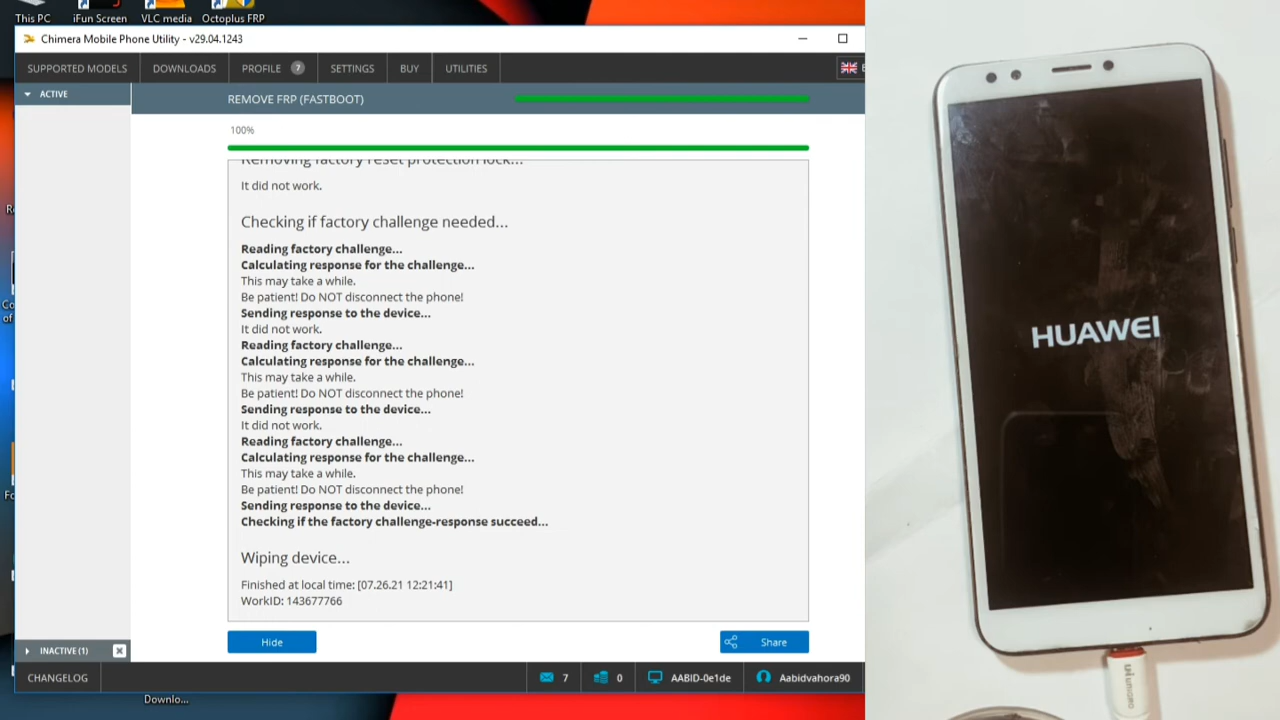 This PC
iFun Screen
VLC media
Octoplus FRP
Chimera Mobile Phone Utility - v29.04.1243
SUPPORTED MODELS
DOWNLOADS
PROFILE 7
SETTINGS
BUY
UTILITIES
ACTIVE
REMOVE FRP (FASTBOOT)
100%
Removing factory reset protection lock...
It did not work.
Checking if factory challenge needed...
Reading factory challenge...
Calculating response for the challenge...
This may take a while.
Be patient! Do NOT disconnect the phone!
Sending response to the device...
It did not work.
Reading factory challenge...
Calculating response for the challenge...
This may take a while.
Be patient! Do NOT disconnect the phone!
Sending response to the device...
It did not work.
Reading factory challenge...
Calculating response for the challenge...
This may take a while.
Be patient! Do NOT disconnect the phone!
Sending response to the device...
Checking if the factory challenge-response succeed...
Wiping device...
Finished at local time: [07.26.21 12:21:41]
WorkID: 143677766
Hide
Share
INACTIVE (1)
CHANGELOG
7
0
AABID-0e1de
Aabidvahora90
Downlo...
HUAWEI